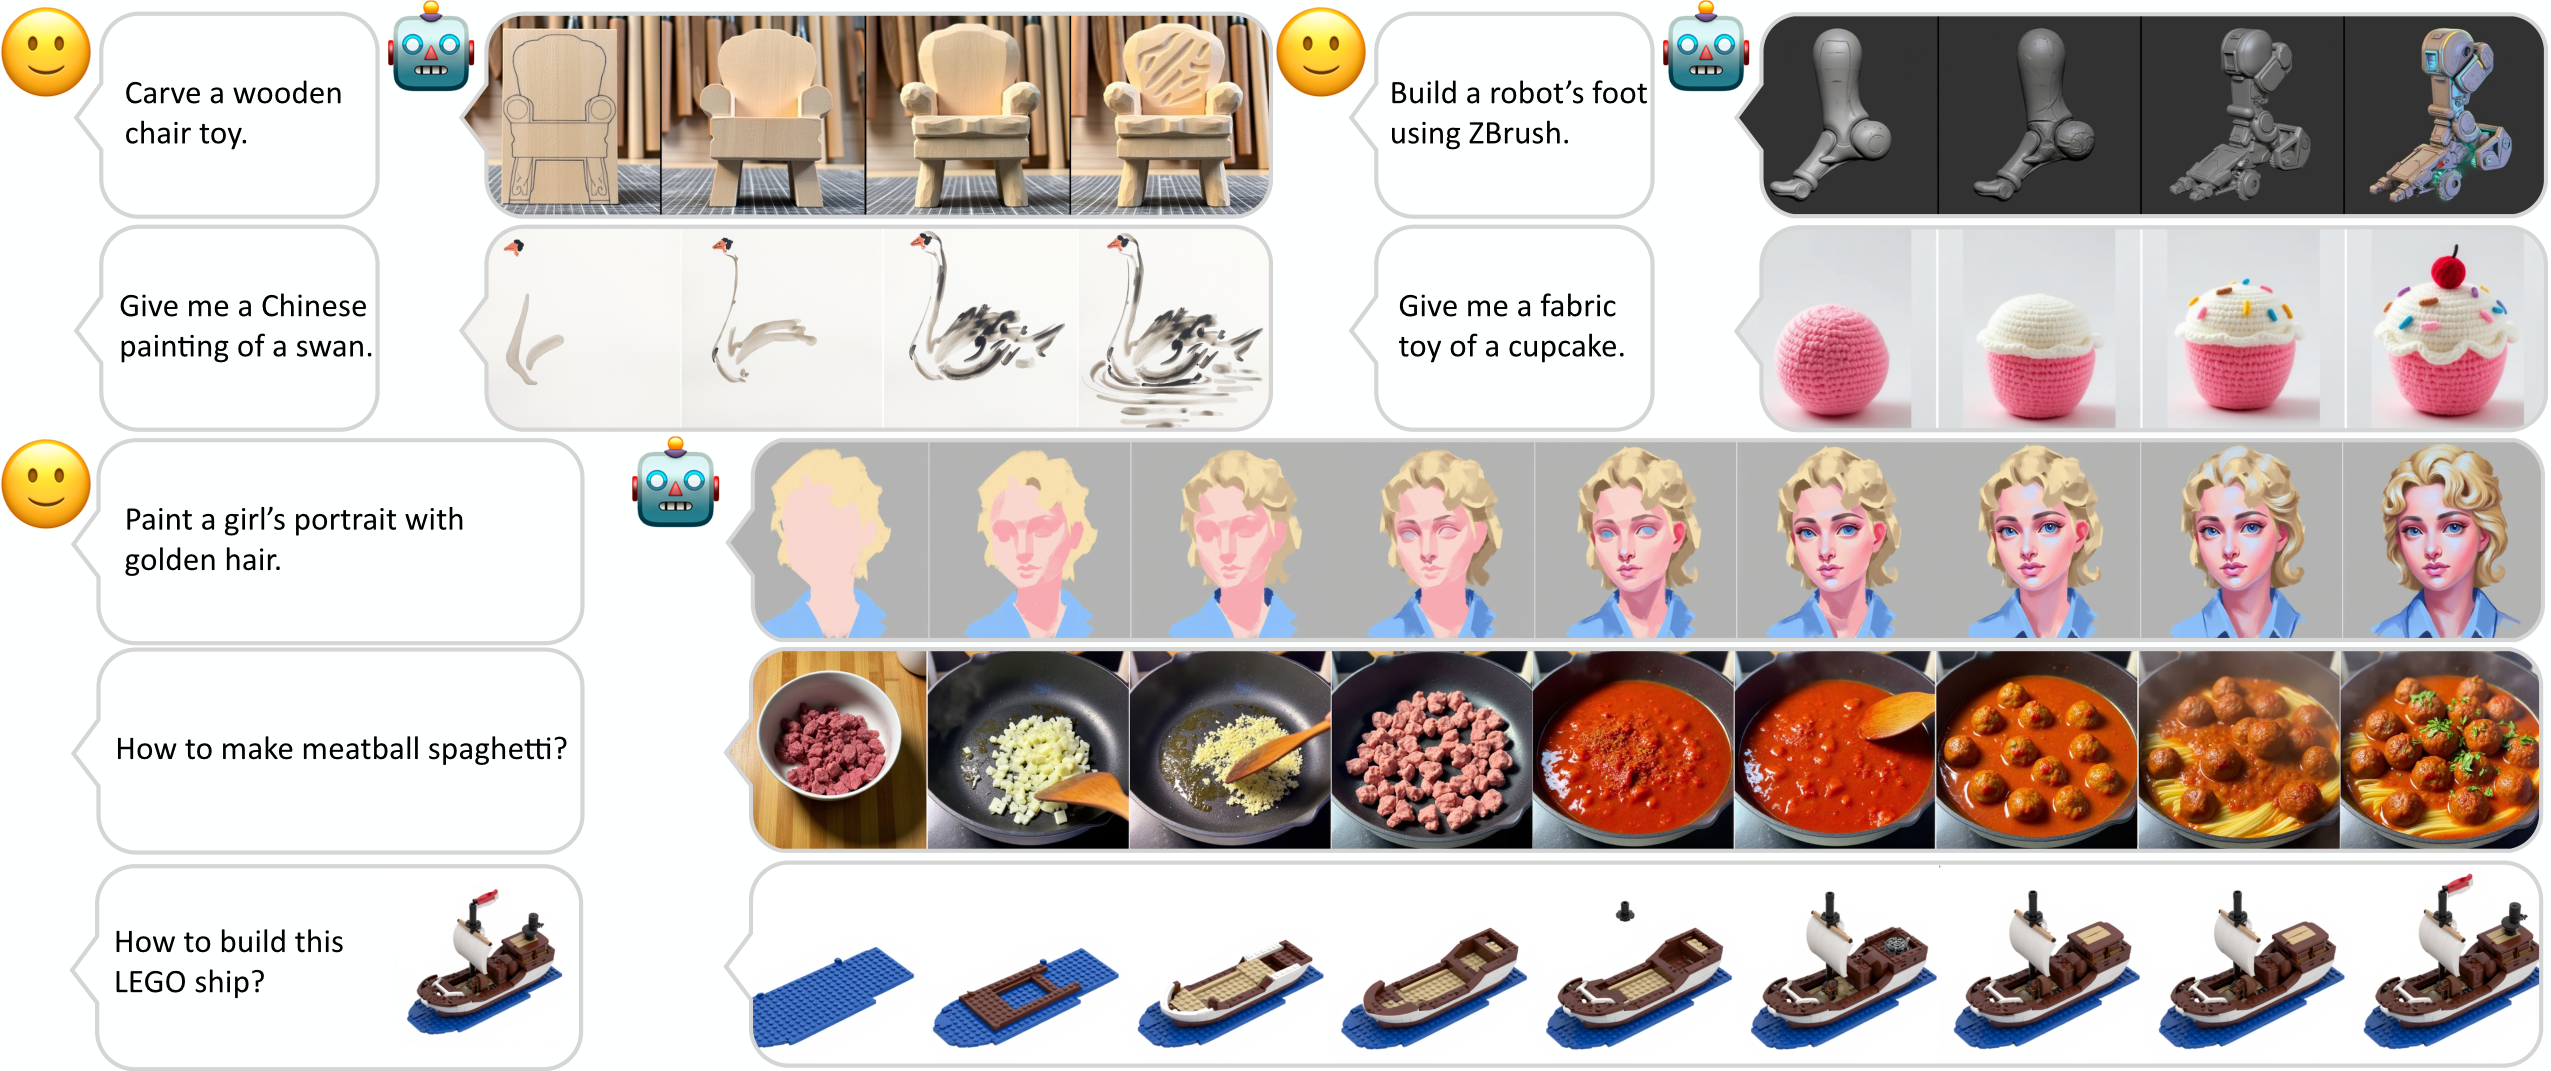 Carve a wooden
chair toy.
Build a robot’s foot
using ZBrush.
Give me a Chinese
painting of a swan.
Give me a fabric
toy of a cupcake.
Paint a girl’s portrait with
golden hair.
How to make meatball spaghetti?
How to build this
LEGO ship?